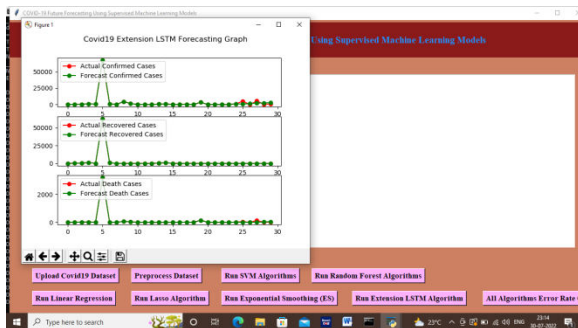 COVID-19 Future Forecasting Using Supervised Machine Learning Models
Figure 1
Using Supervised Machine Learning Models
Covid19 Extension LSTM Forecasting Graph
Actual Confirmed Cases
Forecast Confirmed Cases
50000
25000
0
0 5 10 15 20 25 30
Actual Recovered Cases
Forecast Recovered Cases
50000
25000
0
0 5 10 15 20 25 30
Actual Death Cases
Forecast Death Cases
2000
0
0 5 10 15 20 25 30
Upload Covid19 Dataset Preprocess Dataset Run SVM Algorithms Run Random Forest Algorithms
Run Linear Regression Run Lasso Algorithm Run Exponential Smoothing (ES) Run Extension LSTM Algorithm All Algorithms Error Rate
Type here to search
23°C
ENG
23:14
30-07-2022